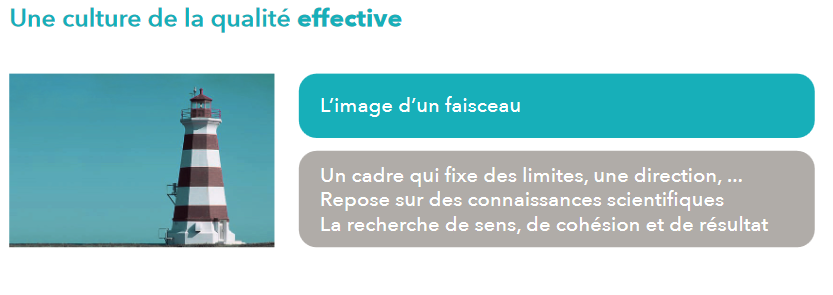 Une culture de la qualité effective
L'image d'un faisceau
Un cadre qui fixe des limites, une direction, ...
Repose sur des connaissances scientifiques
La recherche de sens, de cohésion et de résultat